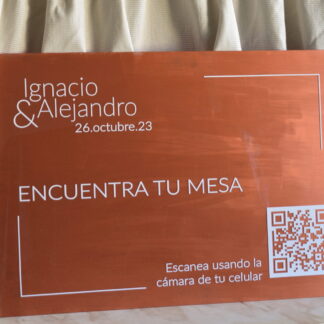 Ignacio
&Alejandro
26.octubre.23
ENCUENTRA TU MESA
Escanea usando la
cámara de tu celular